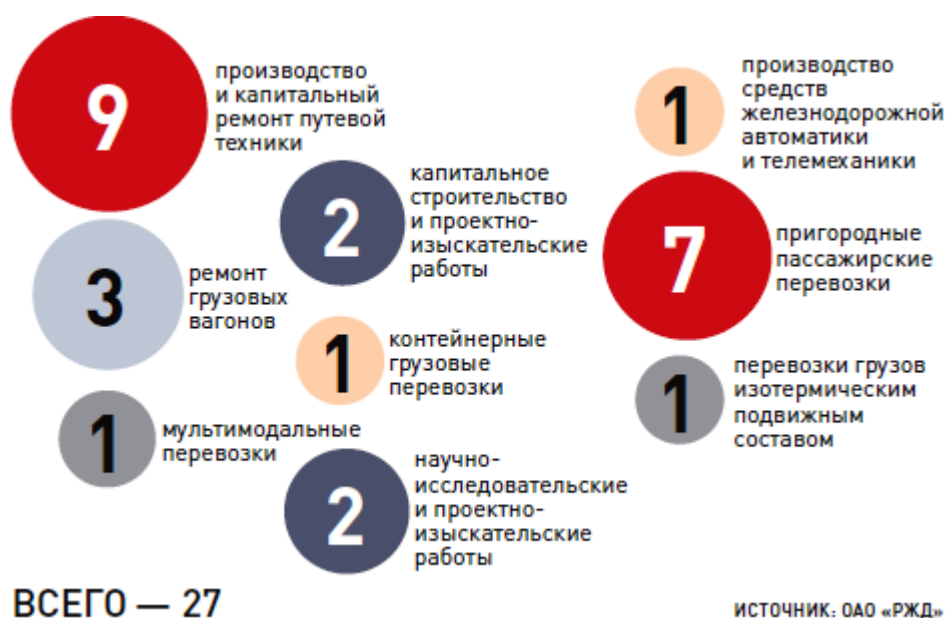 9
производство
и капитальный
ремонт путевой
техники
3
ремонт
грузовых
вагонов
1
мультимодальные
перевозки
2
капитальное
строительство
и проектно-
изыскательские
работы
1
контейнерные
грузовые
перевозки
2
научно-
исследовательские
и проектно-
изыскательские
работы
1
производство
средств
железнодорожной
автоматики
и телемеханики
7
пригородные
пассажирские
перевозки
1
перевозки грузов
изотермическим
подвижным
составом
ВСЕГО — 27
ИСТОЧНИК: ОАО «РЖД»